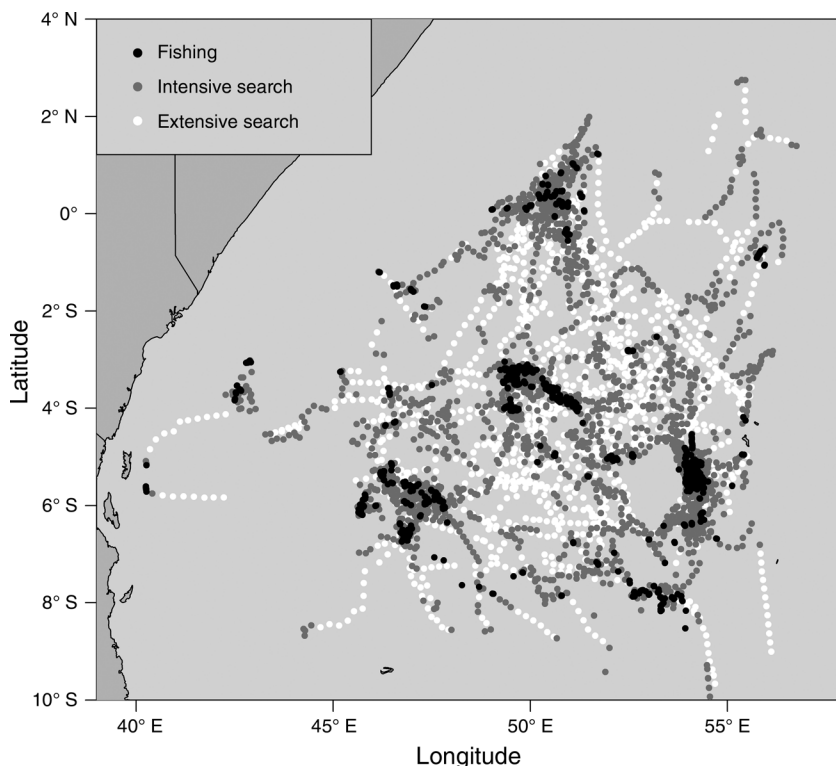 4° N
Fishing
Intensive search
Extensive search
2° N
0°
2° S
4° S
6° S
8° S
10° S
Latitude
40° E
45° E
50° E
55° E
Longitude